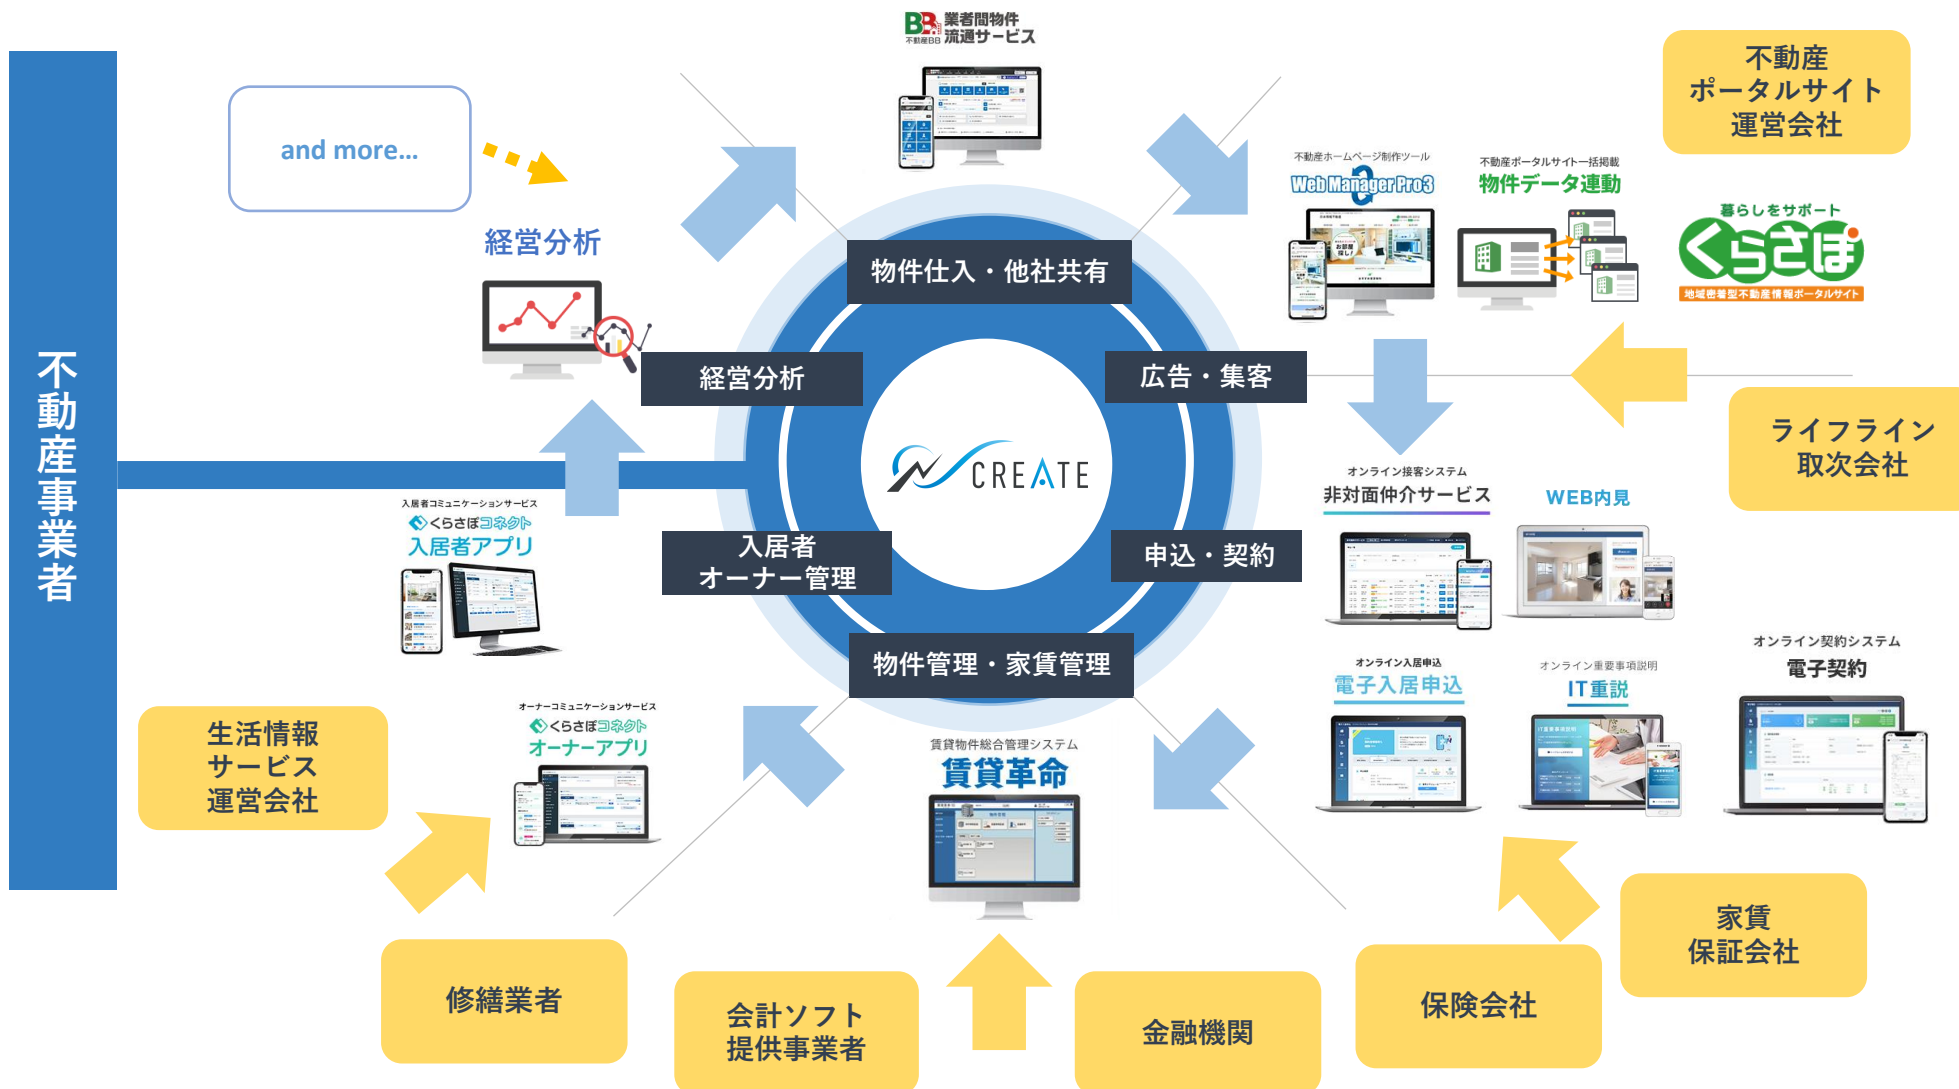 不動産事業者
and more...
経営分析
BB.
不動産BB
業者間物件
流通サービス
不動産ホームページ制作ツール
Web Manager Pro3
お部屋
探し!
不動産ポータルサイト一括掲載
物件データ連動
不動産
ポータルサイト
運営会社
暮らしをサポート
くらさぽ
地域密着型不動産情報ポータルサイト
物件仕入・他社共有
経営分析
広告・集客
CREATE
入居者
オーナー管理
申込・契約
物件管理・家賃管理
ライフライン
取次会社
オンライン接客システム
非対面仲介サービス
WEB内見
入居者コミュニケーションサービス
くらさぽコネクト
入居者アプリ
オンライン入居申込
電子入居申込
オンライン重要事項説明
IT重説
IT重要事項説明
オンライン契約システム
電子契約
オーナーコミュニケーションサービス
くらさぽコネクト
オーナーアプリ
賃貸物件総合管理システム
賃貸革命
物件管理
生活情報
サービス
運営会社
修繕業者
会計ソフト
提供事業者
金融機関
保険会社
家賃
保証会社